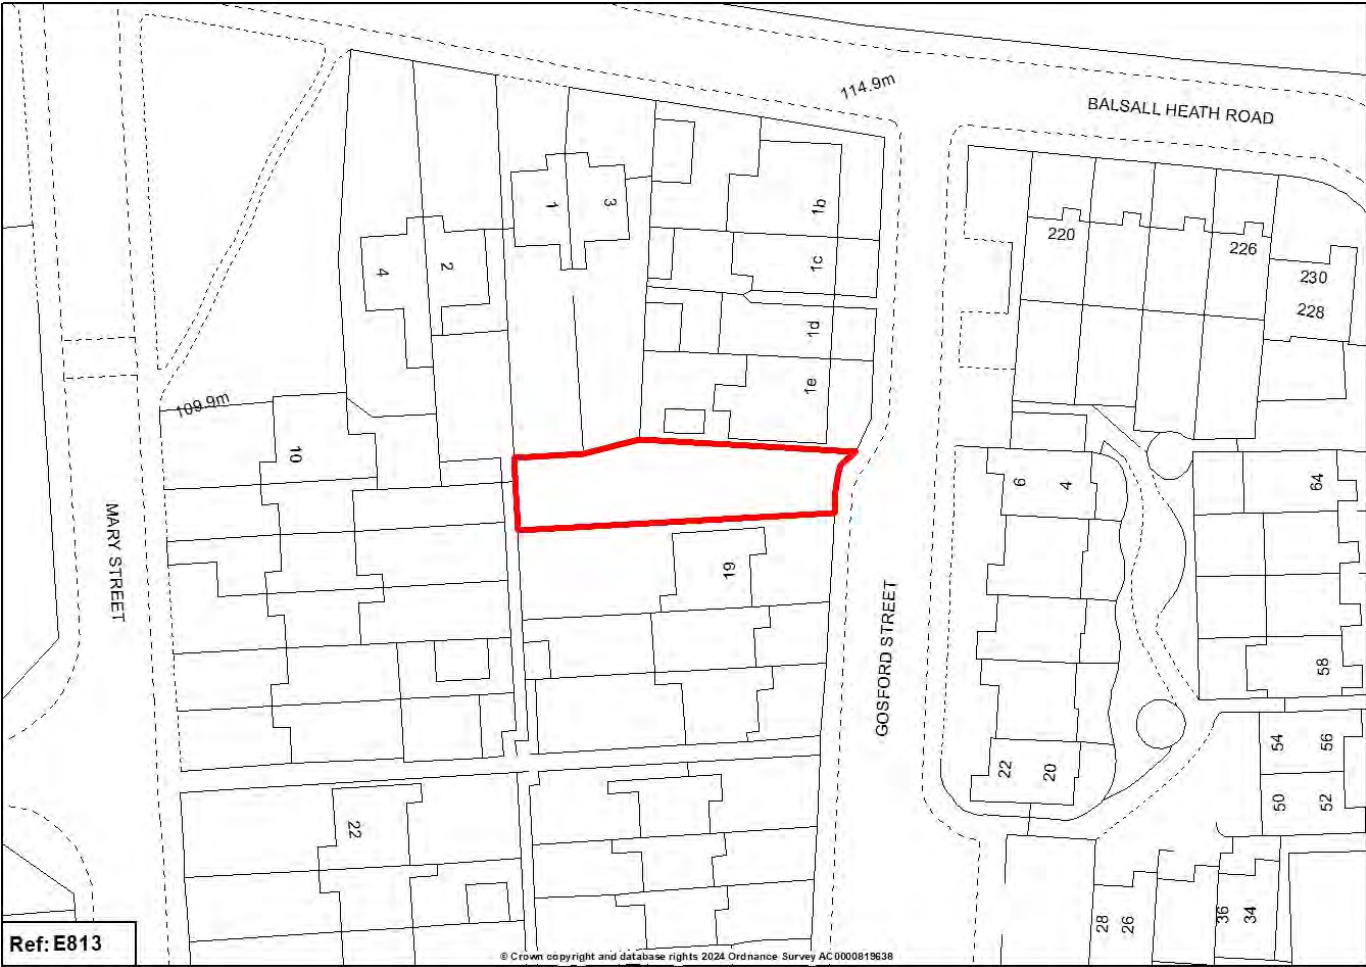 114.9m
BALSALL HEATH ROAD
1
3
1b
220
226
4
2
1c
230
228
1d
1e
109.9m
10
6
4
64
MARY STREET
19
GOSFORD STREET
58
54
56
22
20
50
52
22
28
26
36
34
Ref: E813
© Crown copyright and database rights 2024 Ordnance Survey AC0000819638